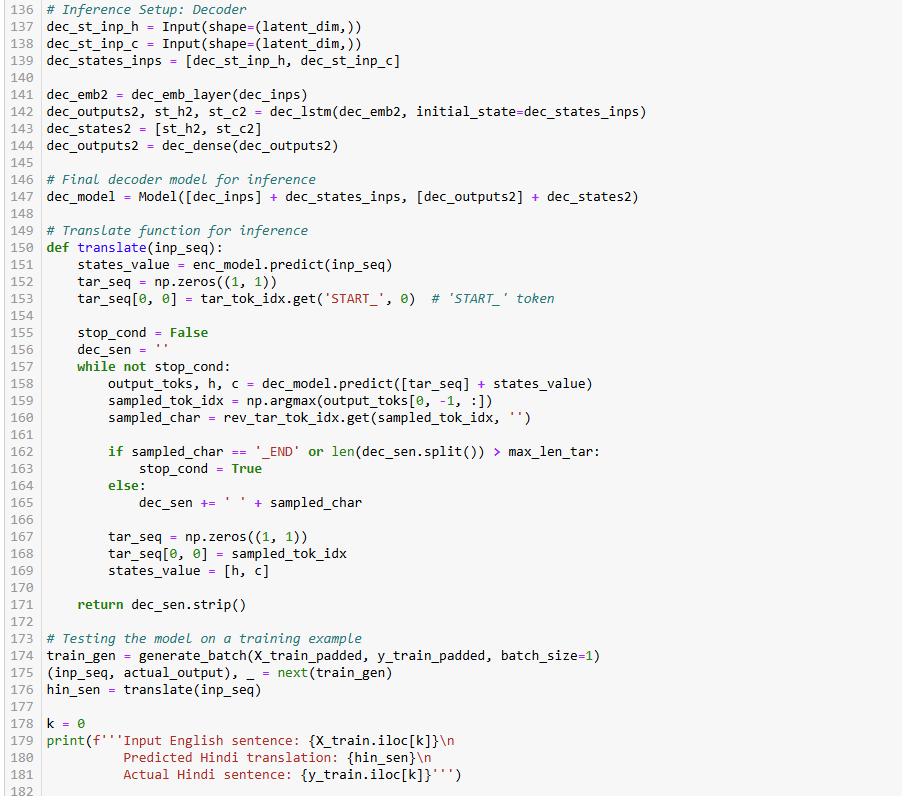 136 # Inference Setup: Decoder
137 dec_st_inp_h = Input(shape=(latent_dim,))
138 dec_st_inp_c = Input(shape=(latent_dim,))
139 dec_states_inps = [dec_st_inp_h, dec_st_inp_c]
140
141 dec_emb2 = dec_emb_layer(dec_inps)
142 dec_outputs2, st_h2, st_c2 = dec_lstm(dec_emb2, initial_state=dec_states_inps)
143 dec_states2 = [st_h2, st_c2]
144 dec_outputs2 = dec_dense(dec_outputs2)
145
146 # Final decoder model for inference
147 dec_model = Model([dec_inps] + dec_states_inps, [dec_outputs2] + dec_states2)
148
149 # Translate function for inference
150 def translate(inp_seq):
151     states_value = enc_model.predict(inp_seq)
152     tar_seq = np.zeros((1, 1))
153     tar_seq[0, 0] = tar_tok_idx.get('START_', 0)  # 'START_' token
154
155     stop_cond = False
156     dec_sen = ''
157     while not stop_cond:
158         output_toks, h, c = dec_model.predict([tar_seq] + states_value)
159         sampled_tok_idx = np.argmax(output_toks[0, -1, :])
160         sampled_char = rev_tar_tok_idx.get(sampled_tok_idx, '')
161
162         if sampled_char == '_END' or len(dec_sen.split()) > max_len_tar:
163             stop_cond = True
164         else:
165             dec_sen += ' ' + sampled_char
166
167         tar_seq = np.zeros((1, 1))
168         tar_seq[0, 0] = sampled_tok_idx
169         states_value = [h, c]
170
171     return dec_sen.strip()
172
173 # Testing the model on a training example
174 train_gen = generate_batch(X_train_padded, y_train_padded, batch_size=1)
175 (inp_seq, actual_output), _ = next(train_gen)
176 hin_sen = translate(inp_seq)
177
178 k = 0
179 print(f'''Input English sentence: {X_train.iloc[k]}\n
180           Predicted Hindi translation: {hin_sen}\n
181           Actual Hindi sentence: {y_train.iloc[k]}''')
182